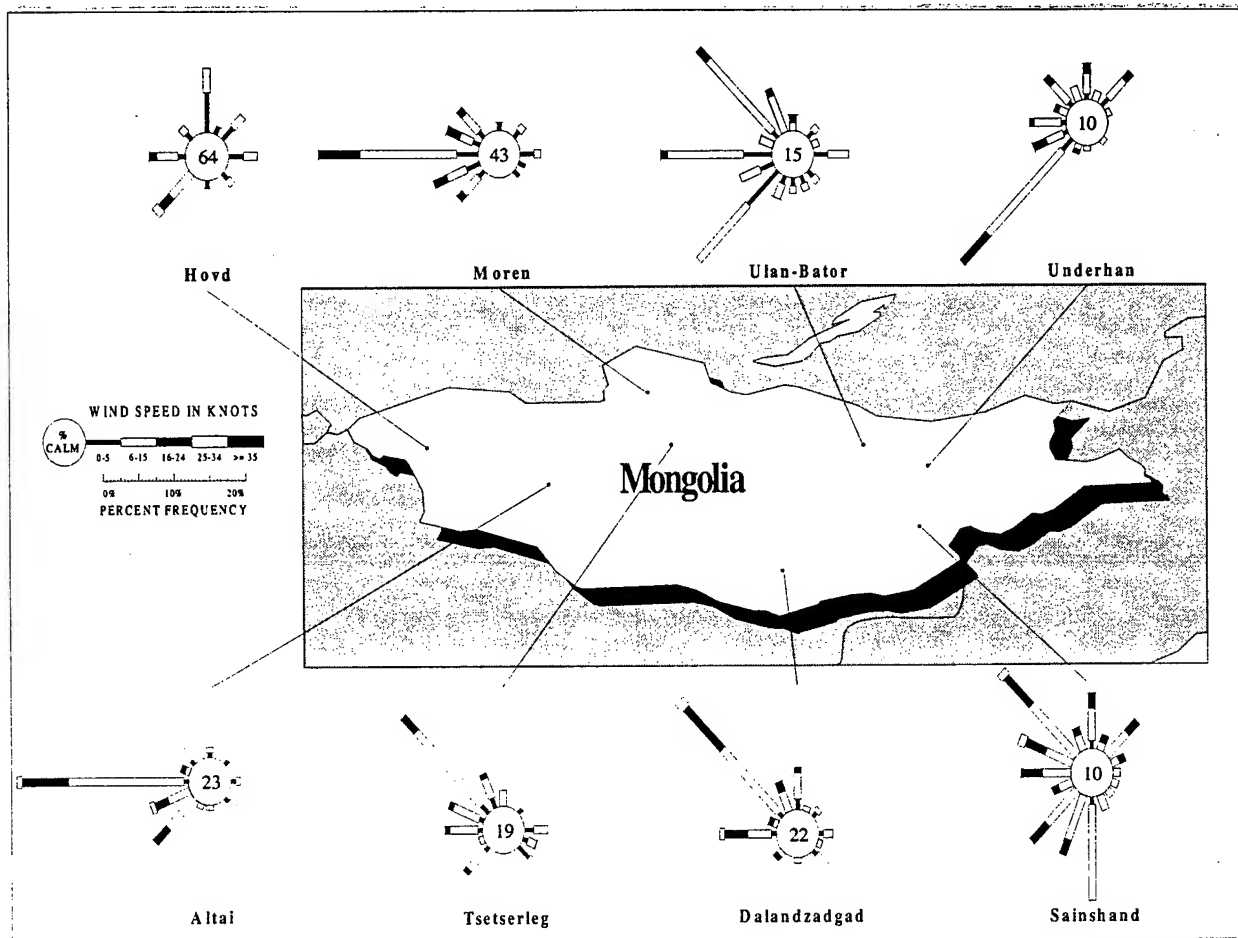 64
43
15
10
Hovd
Moren
Ulan-Bator
Underhan
WIND SPEED IN KNOTS
%
CALM
0-5 6-15 16-24 25-34 >= 35
0% 10% 20%
PERCENT FREQUENCY
Mongolia
23
19
22
10
Altai
Tsetserleg
Dalandzadgad
Sainshand